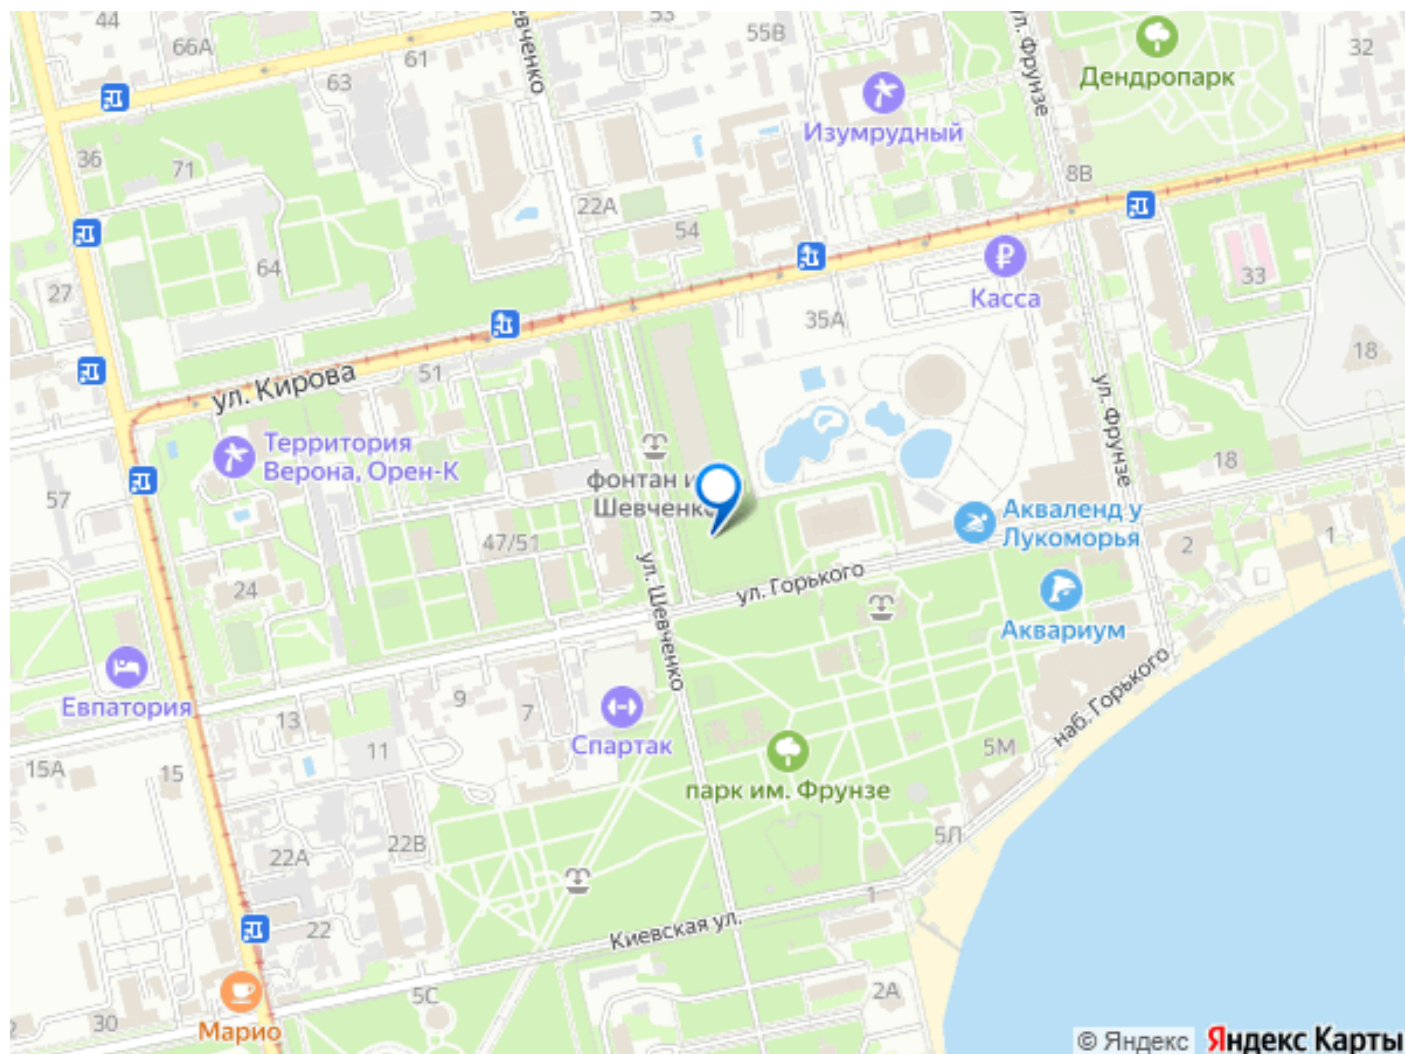 44
66А
61
53
55В
63
евченко
ул. Фрунзе
Дендропарк
32
Изумрудный
36
71
8В
22А
54
64
33
27
Касса
35А
18
ул. Кирова
51
ул. Фрунзе
Территория
Верона, Орен-К
57
фонтан и
Шевченко
18
Акваленд у
Лукоморья
2
1
47/51
24
ул. Шевченко
ул. Горького
Аквариум
Евпатория
9
7
13
11
Спартак
наб. Горького
5М
15А
15
парк им. Фрунзе
5Л
22А
22В
1
22
Киевская ул.
5С
2А
30
Марио
© Яндекс
Яндекс Карты